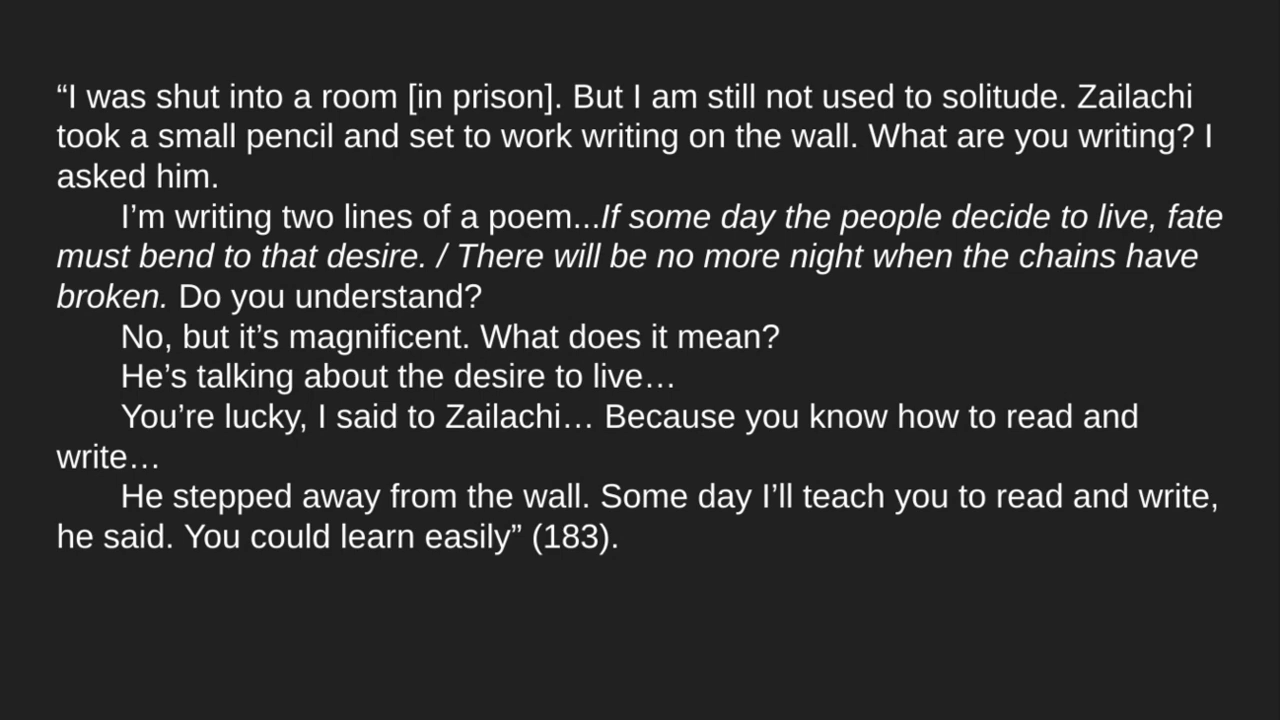 “I was shut into a room [in prison]. But I am still not used to solitude. Zailachi
took a small pencil and set to work writing on the wall. What are you writing? I
asked him.
I’m writing two lines of a poem...If some day the people decide to live, fate
must bend to that desire. / There will be no more night when the chains have
broken. Do you understand?
No, but it’s magnificent. What does it mean?
He’s talking about the desire to live…
You’re lucky, I said to Zailachi… Because you know how to read and
write…
He stepped away from the wall. Some day I’ll teach you to read and write,
he said. You could learn easily” (183).